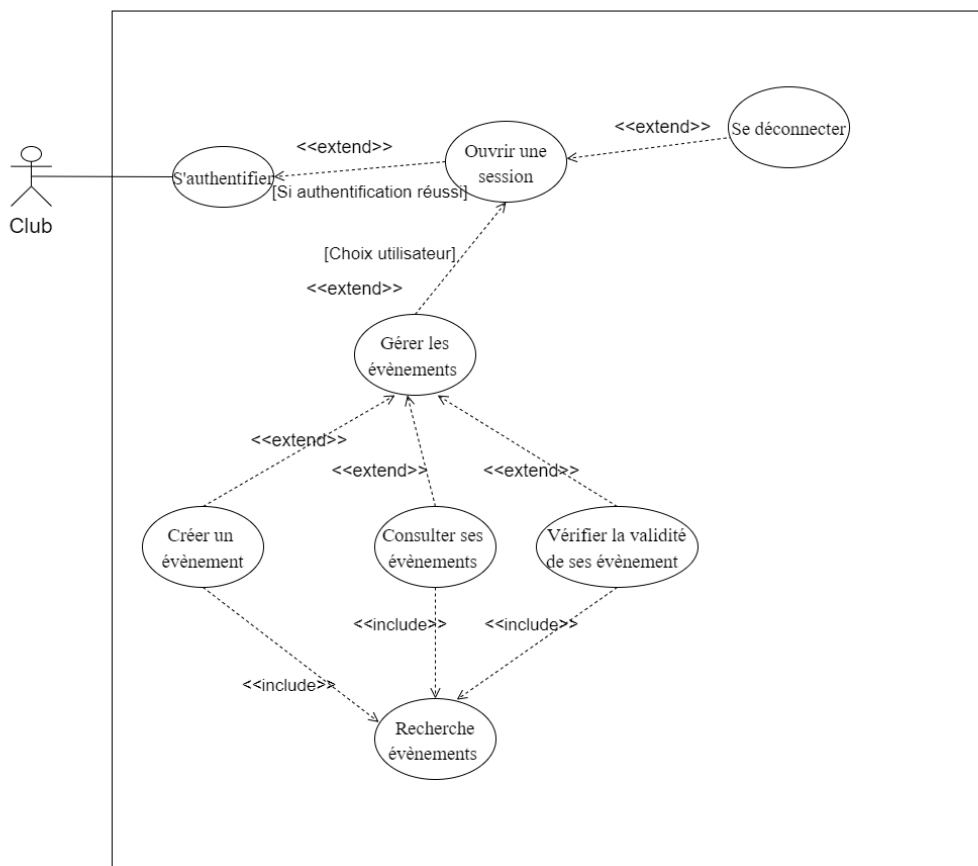 Se déconnecter
<<extend>>
Ouvrir une
session
<<extend>>
S'authentifier
[Si authentification réussi]
Club
[Choix utilisateur]
<<extend>>
Gérer les
évènements
<<extend>>
<<extend>>
<<extend>>
Créer un
évènement
Consulter ses
évènements
Vérifier la validité
de ses évènement
<<include>>
<<include>>
<<include>>
Recherche
évènements